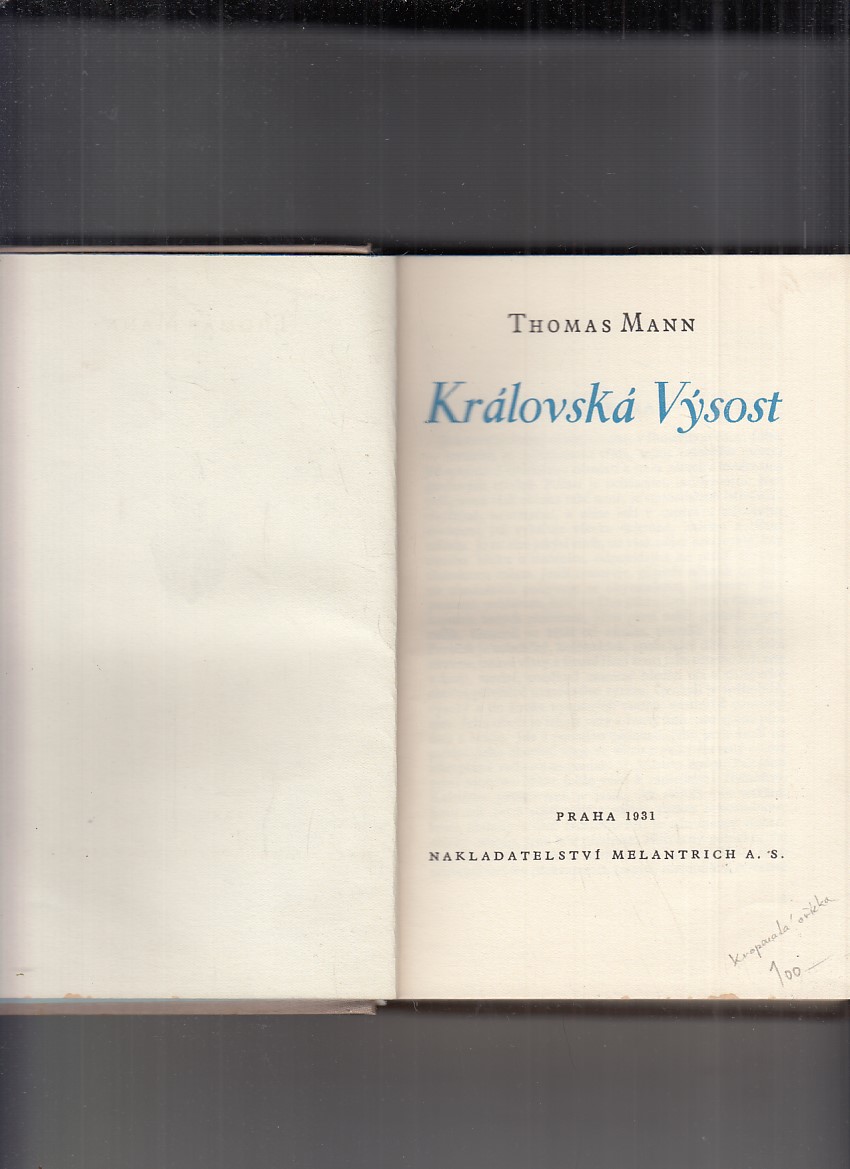 THOMAS MANN
Královská Výsost
PRAHA 1931
NAKLADATELSTVÍ MELANTRICH A. S.
100—